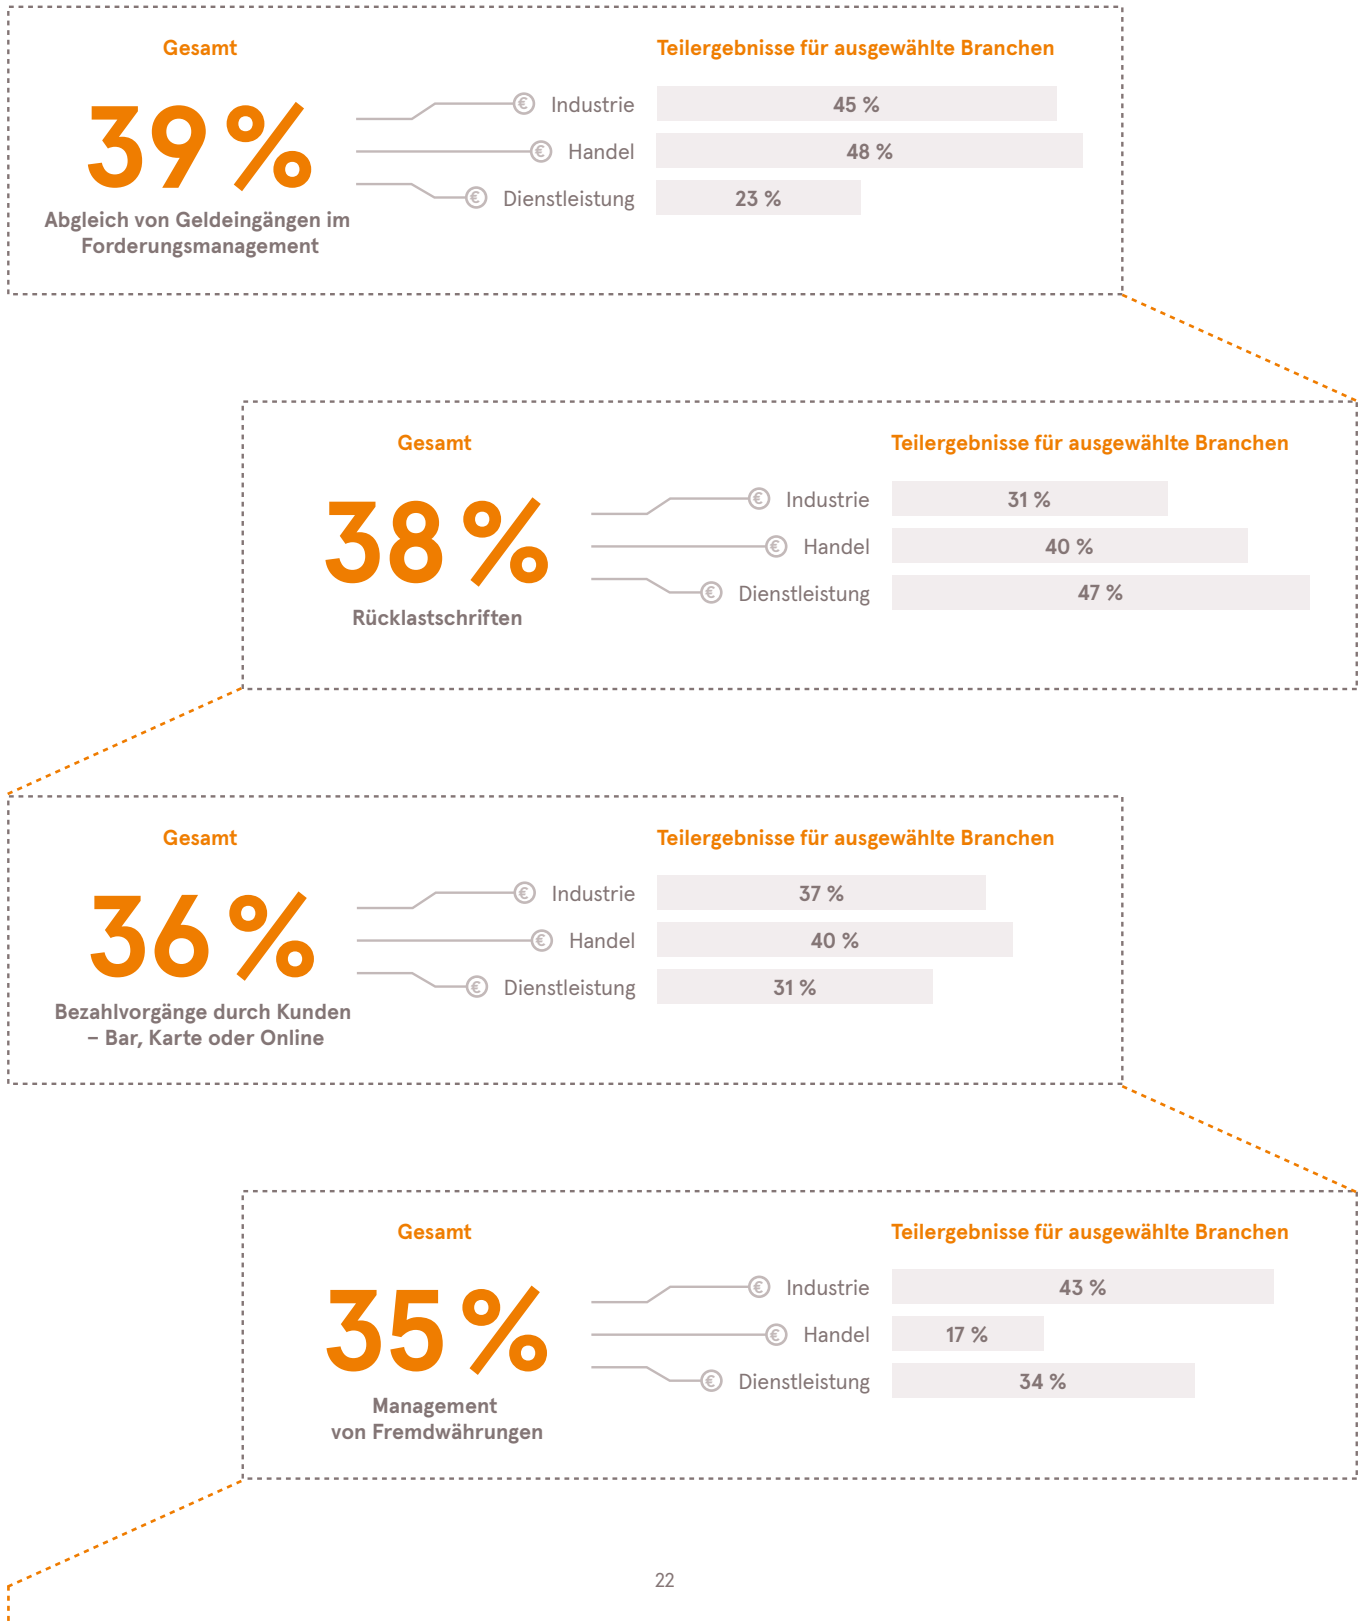 Gesamt
39 %
Abgleich von Geldeingängen im
Forderungsmanagement
Teilergebnisse für ausgewählte Branchen
€ Industrie 45 %
€ Handel 48 %
€ Dienstleistung 23 %
Gesamt
38 %
Rücklastschriften
Teilergebnisse für ausgewählte Branchen
€ Industrie 31 %
€ Handel 40 %
€ Dienstleistung 47 %
Gesamt
36 %
Bezahlvorgänge durch Kunden
– Bar, Karte oder Online
Teilergebnisse für ausgewählte Branchen
€ Industrie 37 %
€ Handel 40 %
€ Dienstleistung 31 %
Gesamt
35 %
Management
von Fremdwährungen
Teilergebnisse für ausgewählte Branchen
€ Industrie 43 %
€ Handel 17 %
€ Dienstleistung 34 %
22